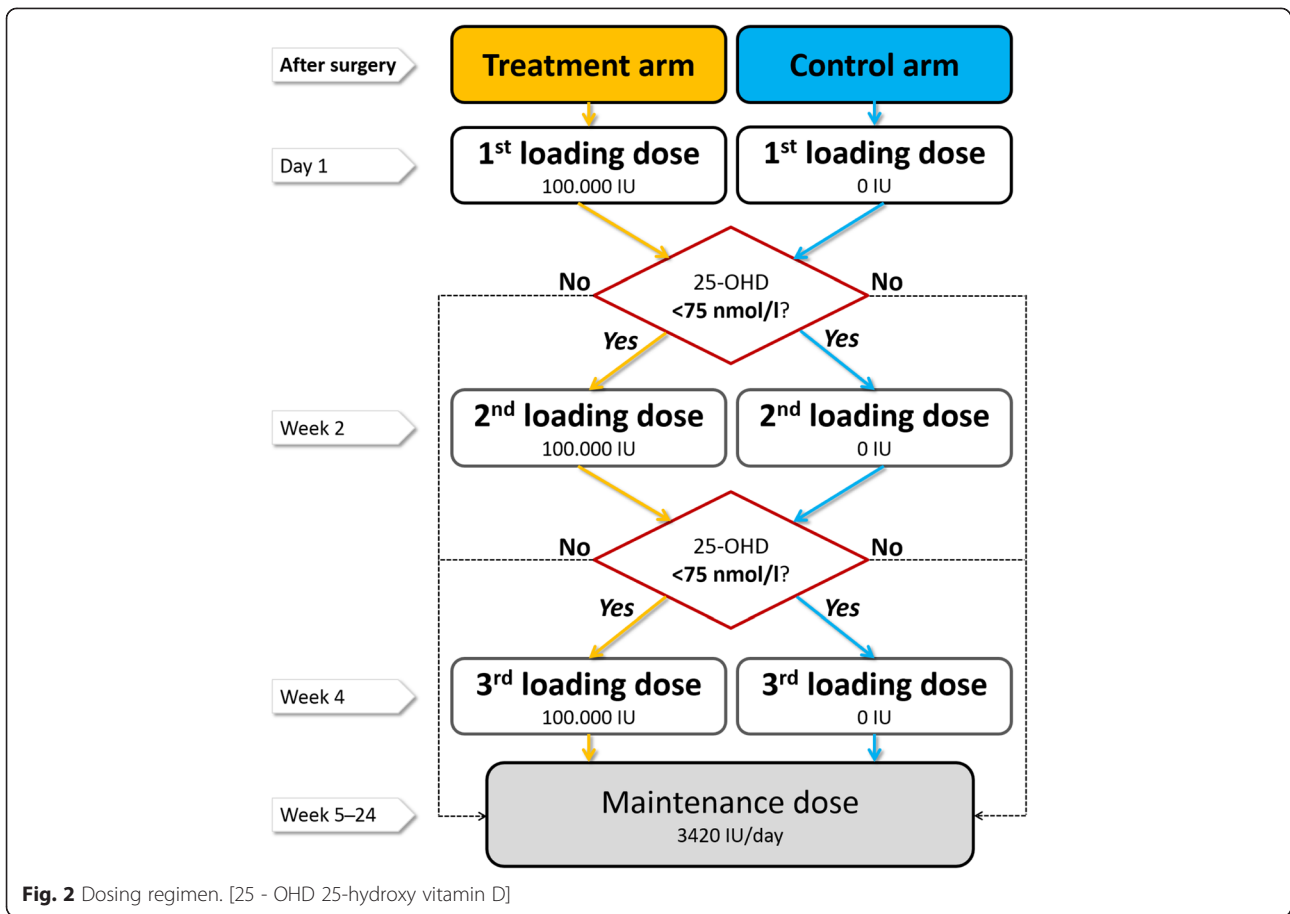 After surgery
Treatment arm
Control arm
Day 1
1st loading dose
100.000 IU
1st loading dose
0 IU
No
25-OHD
<75 nmol/l?
No
Yes
Yes
Week 2
2nd loading dose
100.000 IU
2nd loading dose
0 IU
No
25-OHD
<75 nmol/l?
No
Yes
Yes
Week 4
3rd loading dose
100.000 IU
3rd loading dose
0 IU
Week 5–24
Maintenance dose
3420 IU/day
Fig. 2 Dosing regimen. [25 - OHD 25-hydroxy vitamin D]